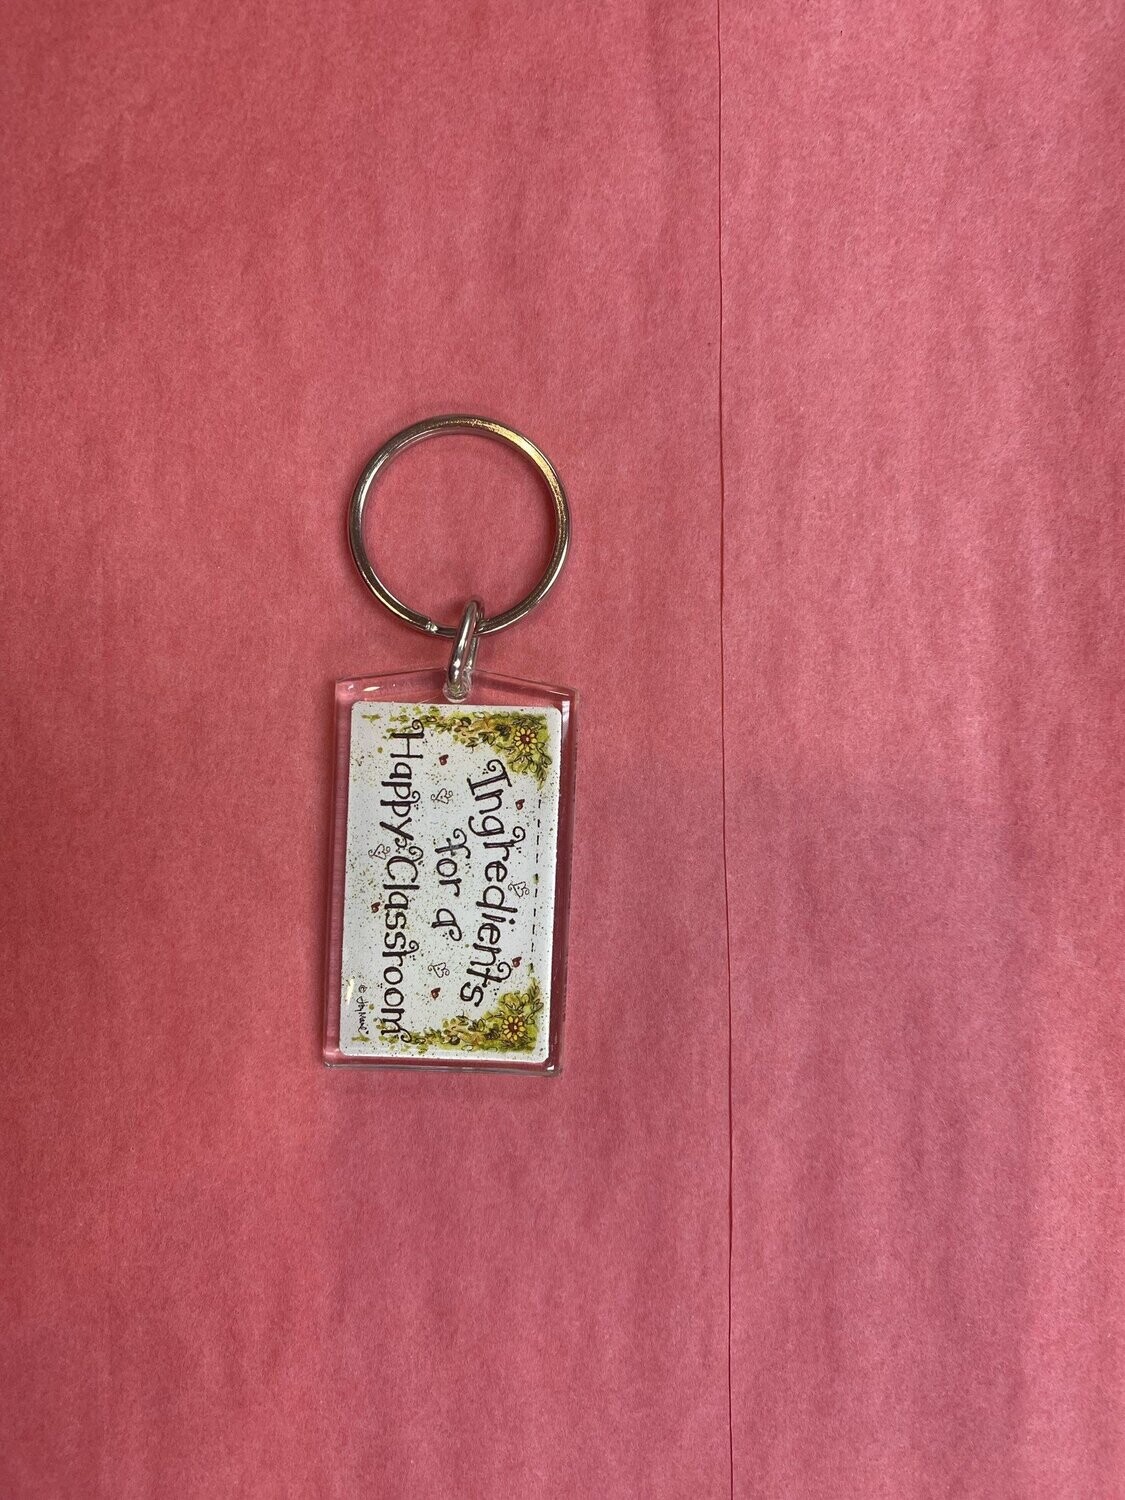 Ingredients
for a
Happy Classroom
©